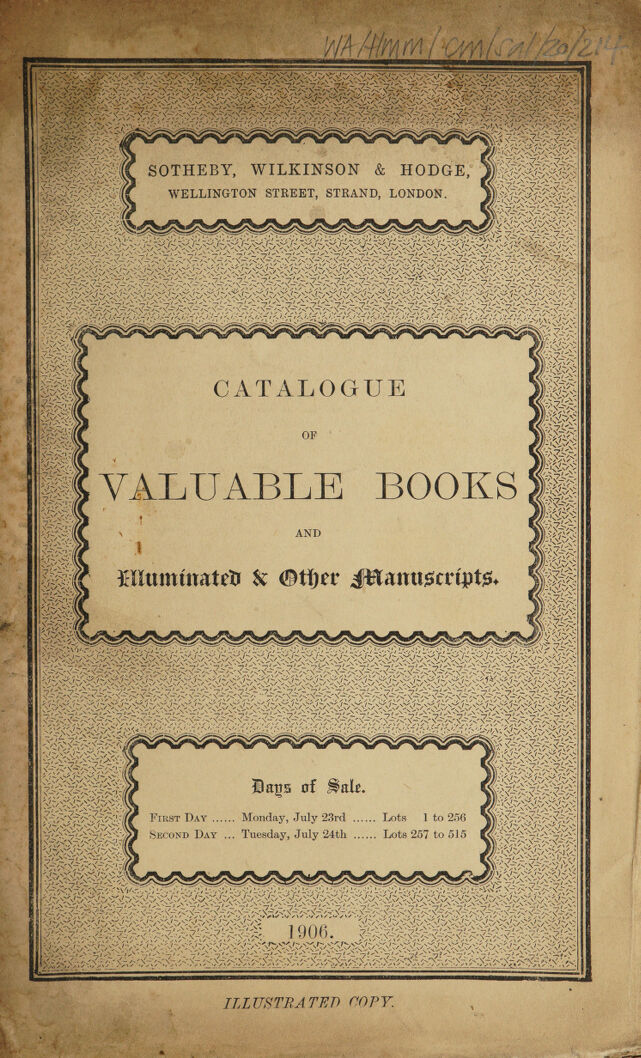 WA/HMM/CM/Sal/20/214
SOTHEBY, WILKINSON & HODGE,
WELLINGTON STREET, STRAND, LONDON.
CATALOGUE
OF
VALUABLE BOOKS
AND
Illuminated & Other Manuscripts.
Days of Sale.
FIRST DAY ...... Monday, July 23rd ...... Lots 1 to 256
SECOND DAY ... Tuesday, July 24th ...... Lots 257 to 515
1906.
ILLUSTRATED COPY.